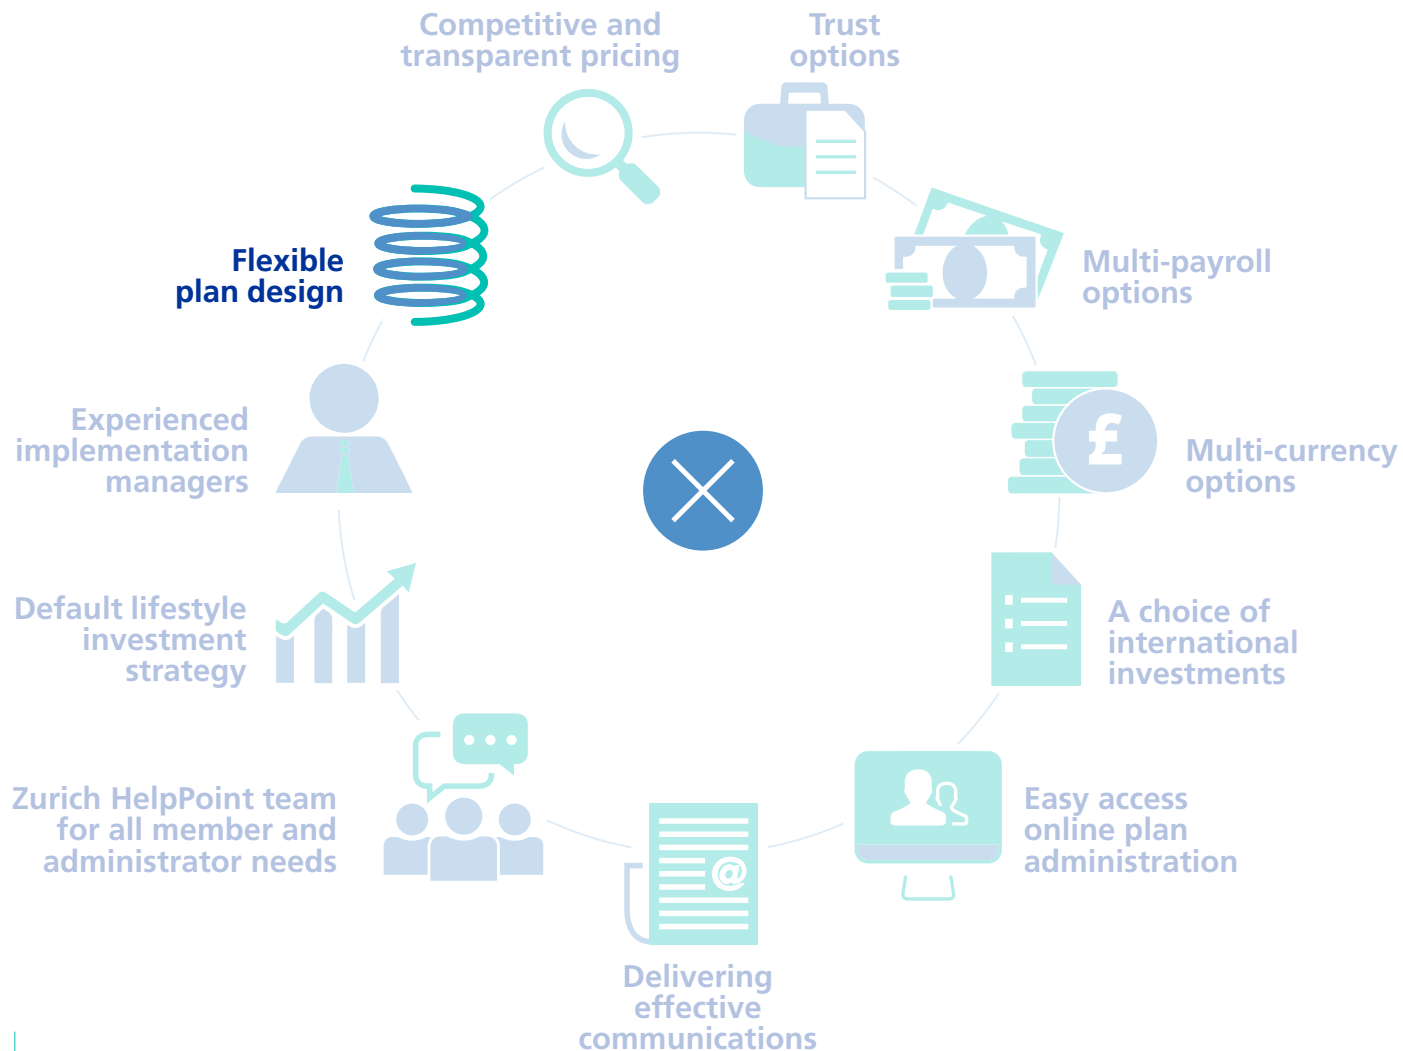 Competitive and
transparent pricing
Trust
options
Flexible
plan design
Multi-payroll
options
Experienced
implementation
managers
£
Multi-currency
options
Default lifestyle
investment
strategy
A choice of
international
investments
Zurich HelpPoint team
for all member and
administrator needs
@
Easy access
online plan
administration
Delivering
effective
communications